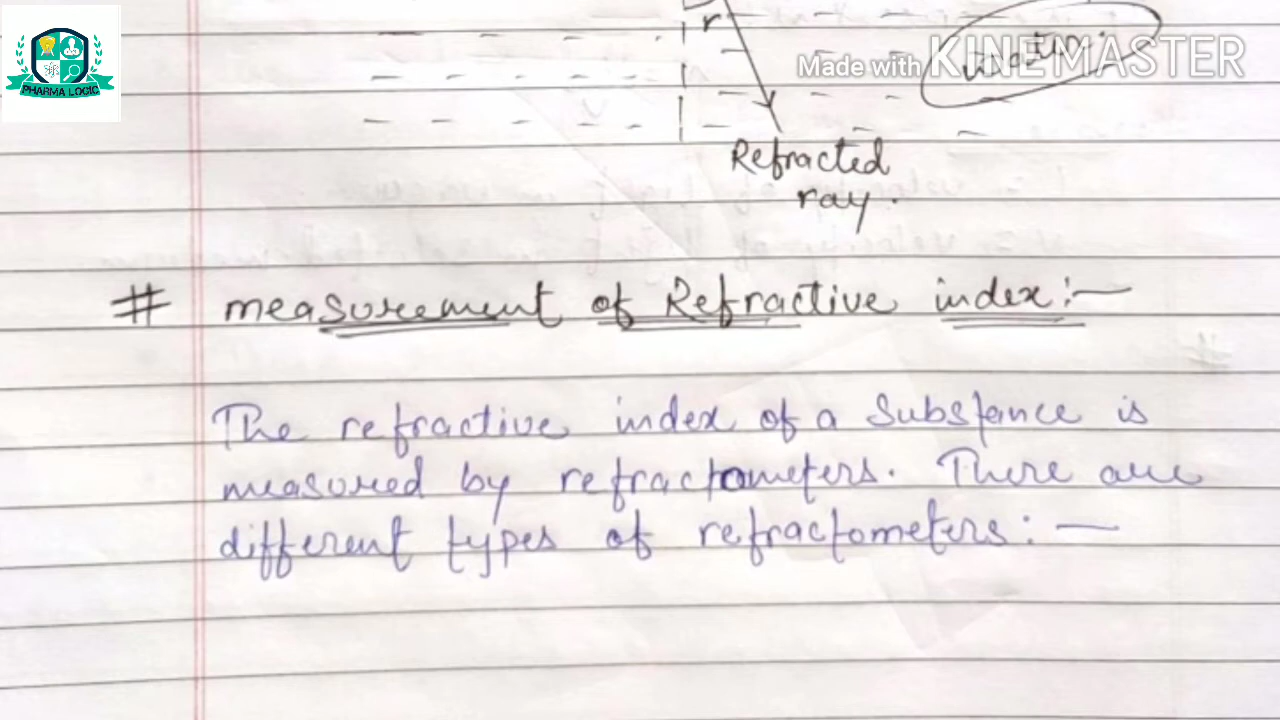 PHARMA LOGIC
r
Made with KINEMASTER
water.
Refracted
ray.
# measurement of Refractive index:—
The refractive index of a Substance is
measured by refractometers. There are
different types of refractometers:—